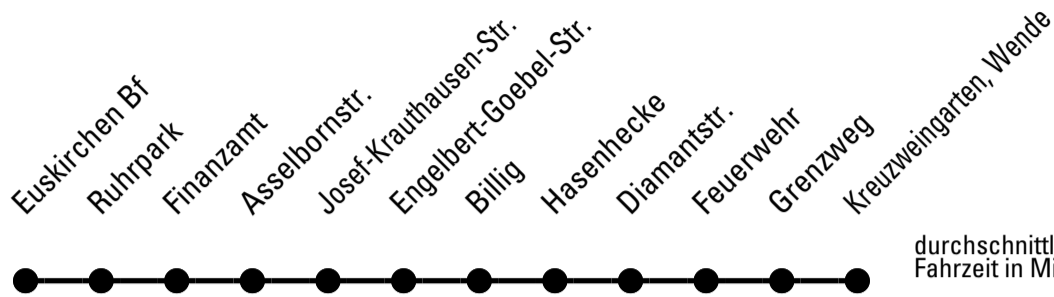 Euskirchen Bf
Ruhrpark
Finanzamt
Asselbornstr.
Josef-Krauthausen-Str.
Engelbert-Goebel-Str.
Billig
Hasenhecke
Diamantstr.
Feuerwehr
Grenzweg
Kreuzweingarten, Wende
durchschnittl
Fahrzeit in Mi